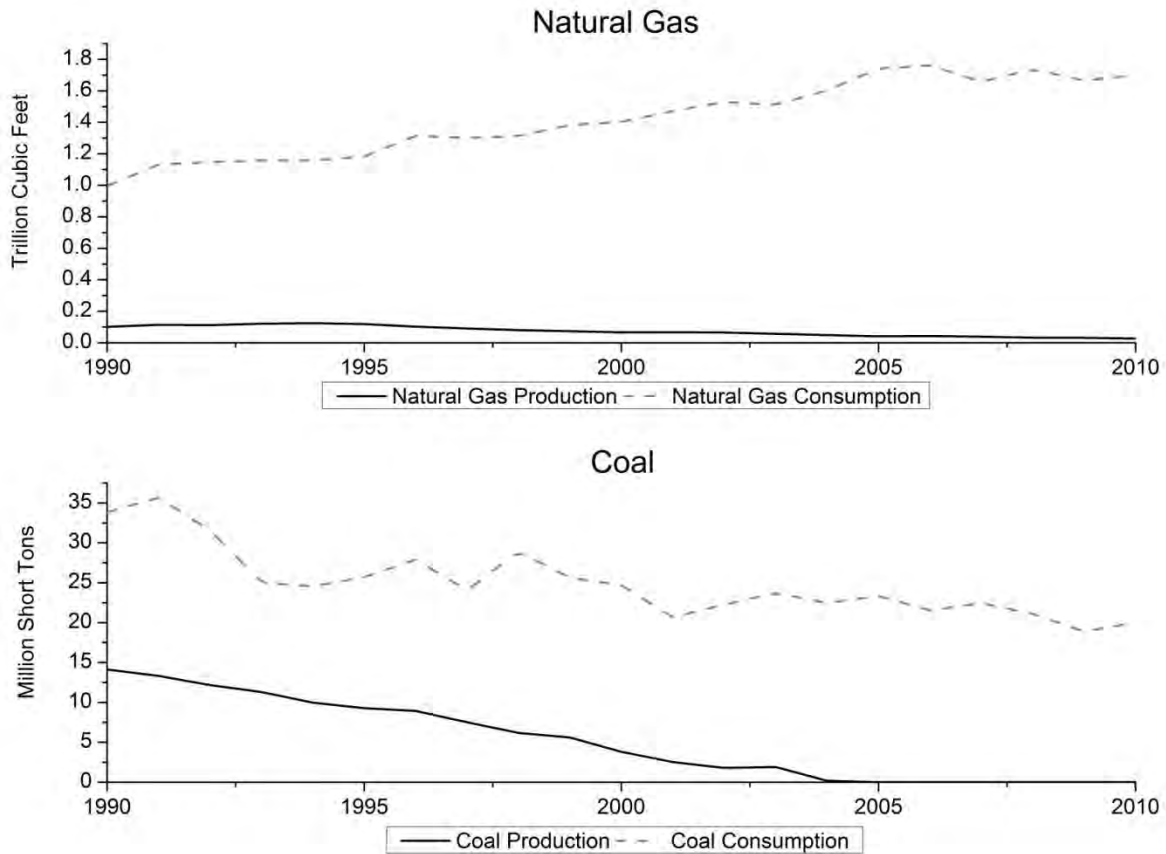 Natural Gas
Trillion Cubic Feet
1.8
1.6
1.4
1.2
1.0
0.8
0.6
0.4
0.2
0.0
1990 1995 2000 2005 2010
Natural Gas Production Natural Gas Consumption
Coal
Million Short Tons
35
30
25
20
15
10
5
0
1990 1995 2000 2005 2010
Coal Production Coal Consumption